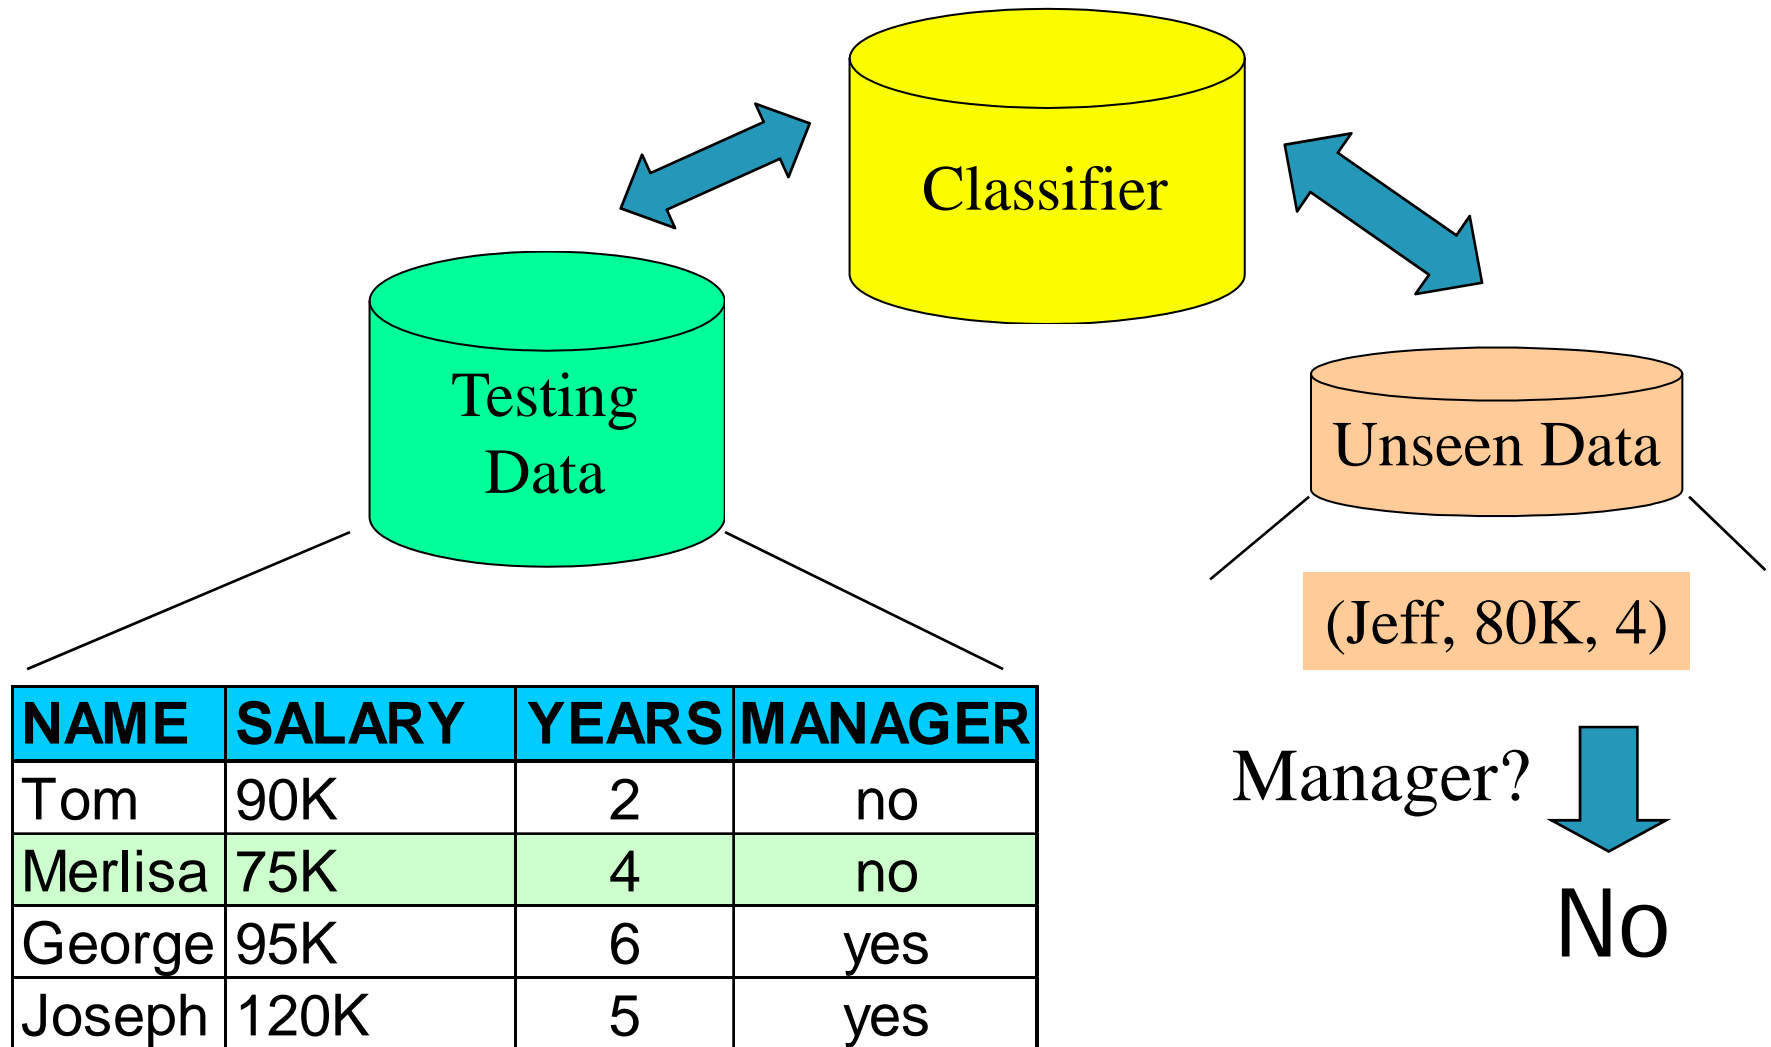 Classifier
Testing
Data
Unseen Data
(Jeff, 80K, 4)
Manager?
No
NAME SALARY YEARS MANAGER
Tom 90K 2 no
Merlisa 75K 4 no
George 95K 6 yes
Joseph 120K 5 yes